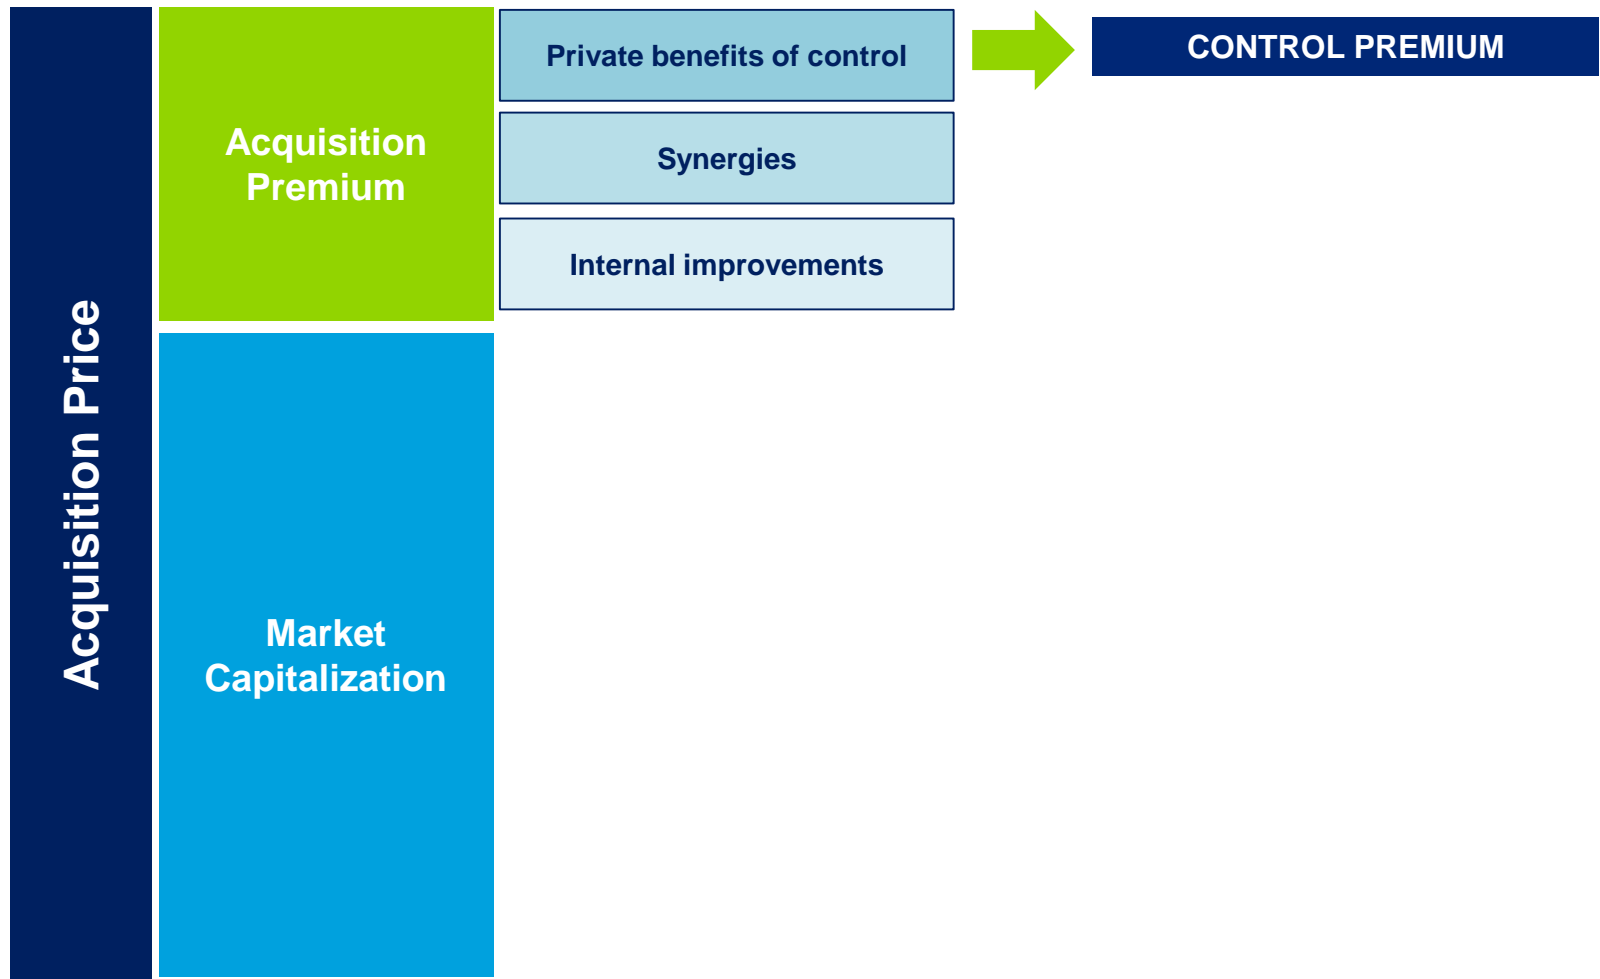 Acquisition Price
Acquisition
Premium
Private benefits of control
CONTROL PREMIUM
Synergies
Internal improvements
Market
Capitalization